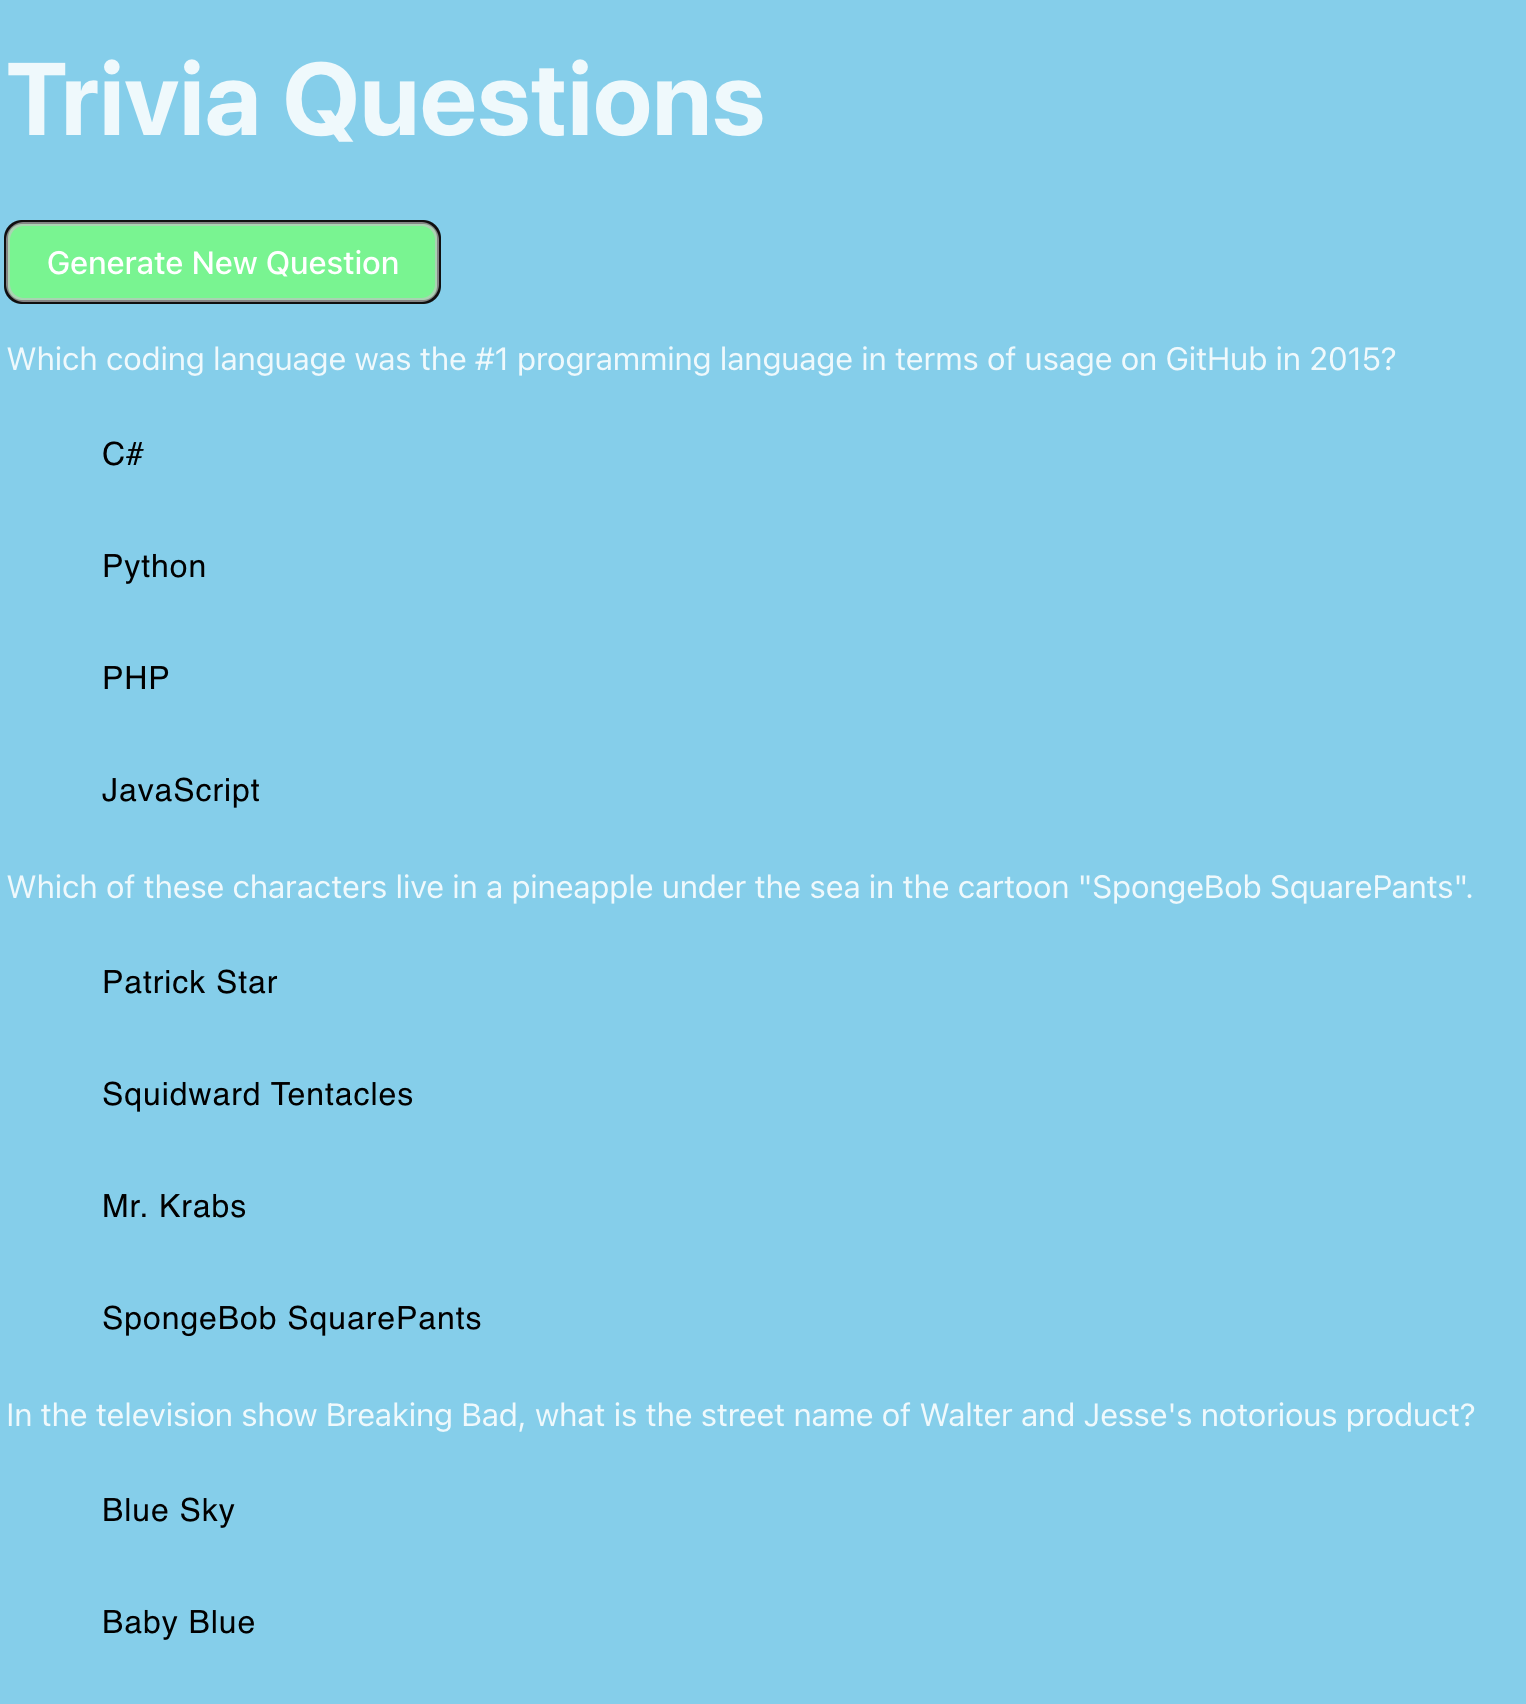 Trivia Questions
Generate New Question
Which coding language was the #1 programming language in terms of usage on GitHub in 2015?
C#
Python
PHP
JavaScript
Which of these characters live in a pineapple under the sea in the cartoon "SpongeBob SquarePants".
Patrick Star
Squidward Tentacles
Mr. Krabs
SpongeBob SquarePants
In the television show Breaking Bad, what is the street name of Walter and Jesse's notorious product?
Blue Sky
Baby Blue